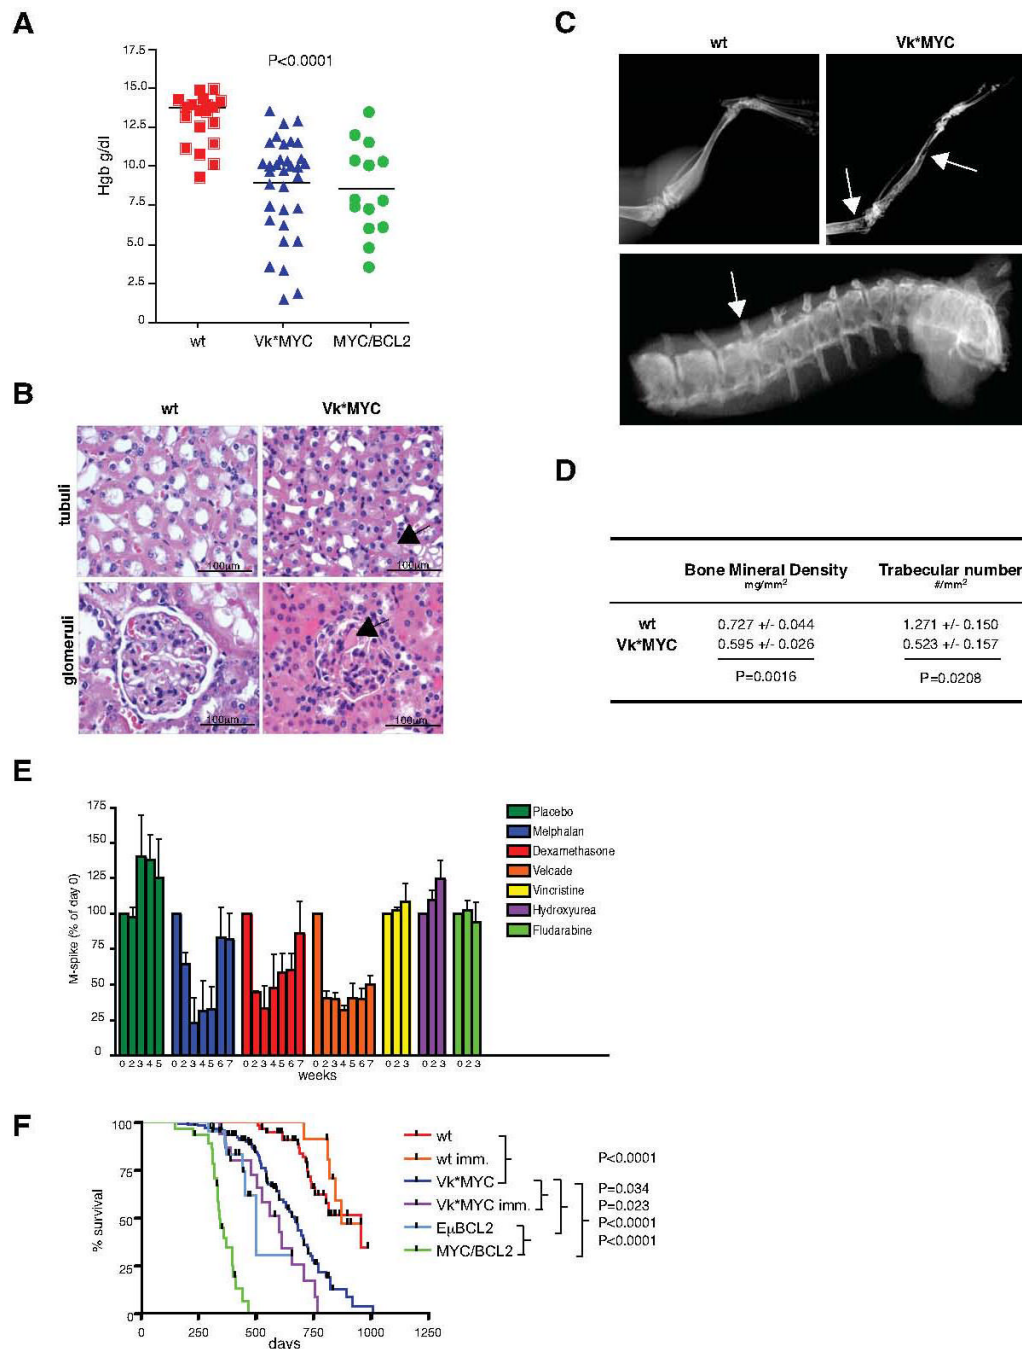 A
17.5
15.0
12.5
10.0
7.5
5.0
2.5
0
Hgb g/dl
P<0.0001
wt
Vk*MYC
MYC/BCL2
B
wt
Vk*MYC
tubuli
100µm
100µm
glomeruli
100µm
100µm
C
wt
Vk*MYC
D
Bone Mineral Density
Trabecular number
mg/mm²
#/mm²
wt
0.727 +/- 0.044
1.271 +/- 0.150
Vk*MYC
0.595 +/- 0.026
0.523 +/- 0.157
P=0.0016
P=0.0208
E
175
150
125
100
75
50
25
0
M-spike (% of day 0)
0 2 3 4 5
0 2 3 4 5 6 7
0 2 3 4 5 6 7
0 2 3 4 5 6 7
0 2 3
0 2 3
0 2 3
weeks
Placebo
Melphalan
Dexamethasone
Velcade
Vincristine
Hydroxyurea
Fludarabine
F
100
75
50
25
0
% survival
0
250
500
750
1000
1250
days
wt
wt imm.
Vk*MYC
Vk*MYC imm.
EµBCL2
MYC/BCL2
P<0.0001
P=0.034
P=0.023
P<0.0001
P<0.0001